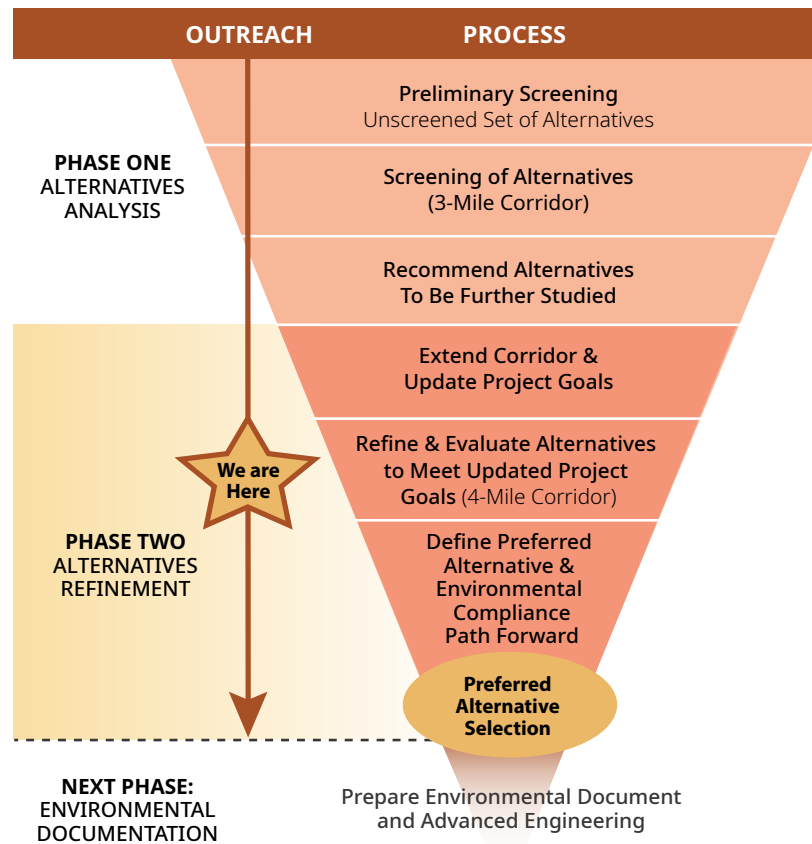 OUTREACH
PROCESS
Preliminary Screening
Unscreened Set of Alternatives
PHASE ONE
ALTERNATIVES
ANALYSIS
Screening of Alternatives
(3-Mile Corridor)
Recommend Alternatives
To Be Further Studied
Extend Corridor &
Update Project Goals
We are
Here
Refine & Evaluate Alternatives
to Meet Updated Project
Goals (4-Mile Corridor)
PHASE TWO
ALTERNATIVES
REFINEMENT
Define Preferred
Alternative &
Environmental
Compliance
Path Forward
Preferred
Alternative
Selection
NEXT PHASE:
ENVIRONMENTAL
DOCUMENTATION
Prepare Environmental Document
and Advanced Engineering